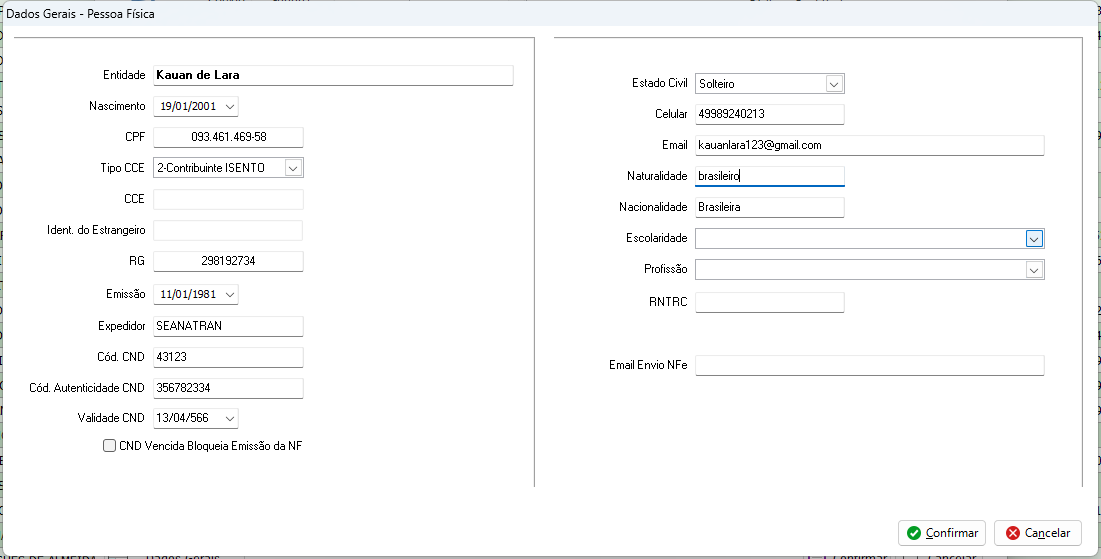 Dados Gerais - Pessoa Física
Entidade Kauan de Lara
Nascimento 19/01/2001
CPF 093.461.469-58
Tipo CCE 2-Contribuinte ISENTO
CCE
Ident. do Estrangeiro
RG 298192734
Emissão 11/01/1981
Expedidor SEANATRAN
Cód. CND 43123
Cód. Autenticidade CND 356782334
Validade CND 13/04/566
CND Vencida Bloqueia Emissão da NF
Estado Civil Solteiro
Celular 49989240213
Email kauanlara123@gmail.com
Naturalidade brasileiro
Nacionalidade Brasileira
Escolaridade
Profissão
RNTRC
Email Envio NFe
Confirmar Cancelar